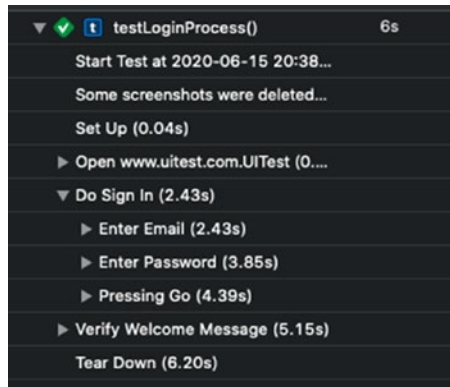 t testLoginProcess() 6s
Start Test at 2020-06-15 20:38...
Some screenshots were deleted...
Set Up (0.04s)
Open www.uitest.com.UITest (0....
Do Sign In (2.43s)
Enter Email (2.43s)
Enter Password (3.85s)
Pressing Go (4.39s)
Verify Welcome Message (5.15s)
Tear Down (6.20s)